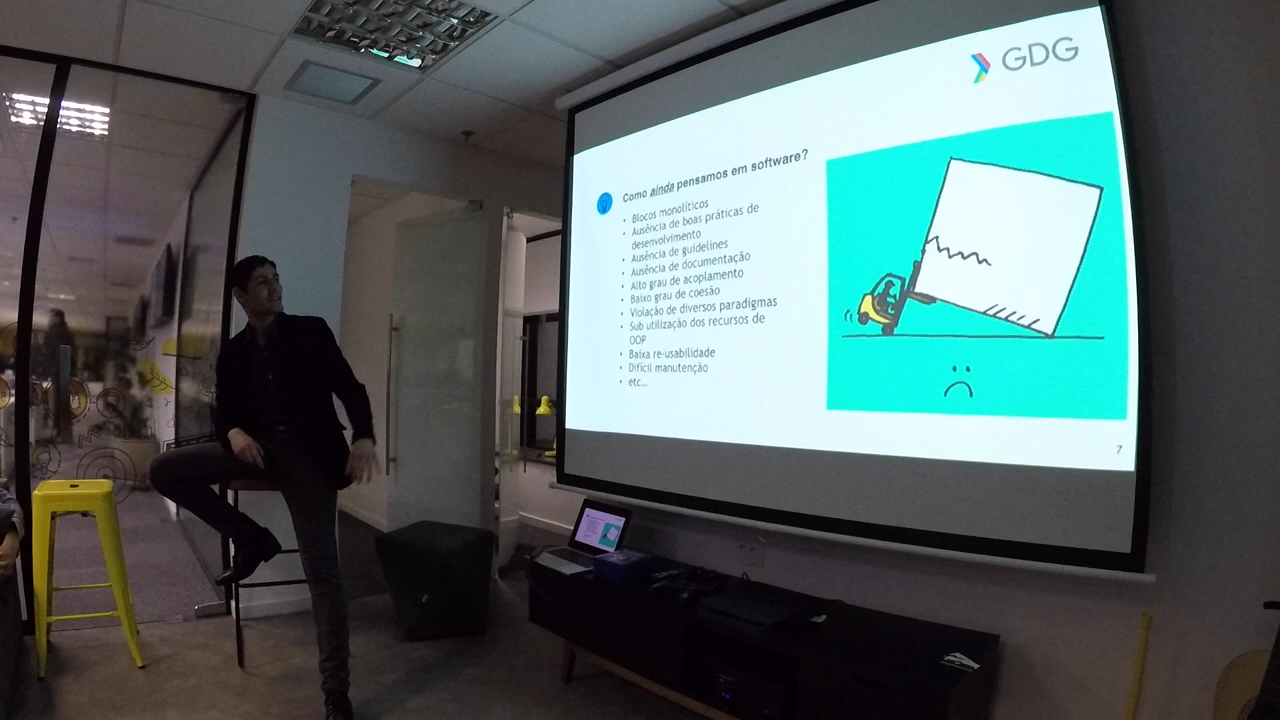 GDG
Como ainda pensamos em software?
• Blocos monolíticos
• Ausência de boas práticas de
desenvolvimento
• Ausência de guidelines
• Ausência de documentação
• Alto grau de acoplamento
• Baixo grau de coesão
• Violação de diversos paradigmas
• Sub utilização dos recursos de
OOP
• Baixa re-usabilidade
• Difícil manutenção
• etc...
7